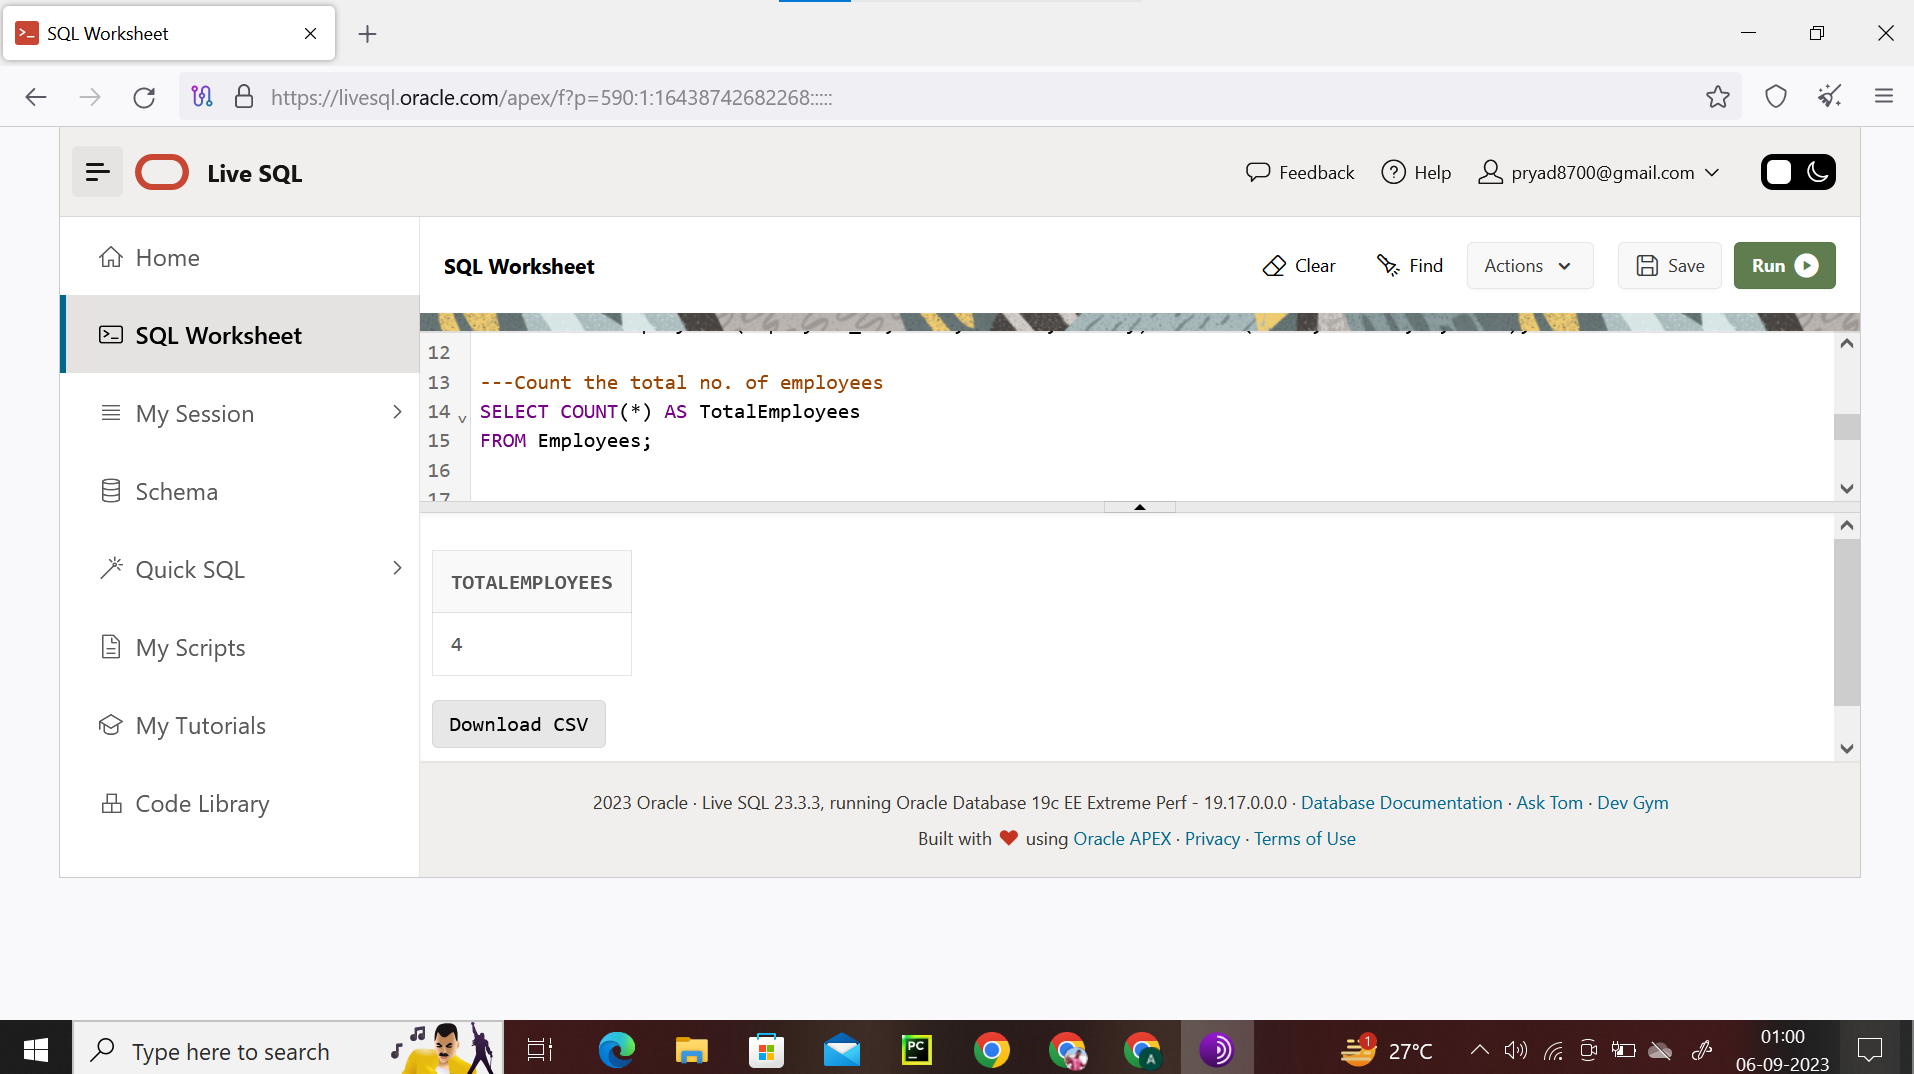 SQL Worksheet
https://livesql.oracle.com/apex/f?p=590:1:16438742682268:::::
Live SQL
Feedback
Help
pryad8700@gmail.com
Home
SQL Worksheet
My Session
Schema
Quick SQL
My Scripts
My Tutorials
Code Library
SQL Worksheet
Clear
Find
Actions
Save
Run
12
13 ---Count the total no. of employees
14 SELECT COUNT(*) AS TotalEmployees
15 FROM Employees;
16
17
TOTALEMPLOYEES
4
Download CSV
2023 Oracle · Live SQL 23.3.3, running Oracle Database 19c EE Extreme Perf - 19.17.0.0.0 · Database Documentation · Ask Tom · Dev Gym
Built with ❤ using Oracle APEX · Privacy · Terms of Use
Type here to search
PC
A
1
27°C
01:00
06-09-2023